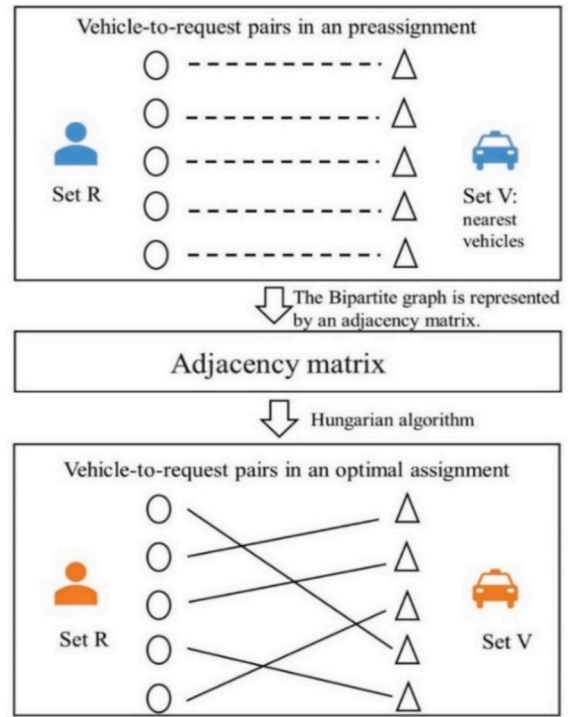 Vehicle-to-request pairs in a preassignment
Set R
Set V:
nearest
vehicles
The Bipartite graph is represented
by an adjacency matrix.
Adjacency matrix
Hungarian algorithm
Vehicle-to-request pairs in an optimal assignment
Set R
Set V